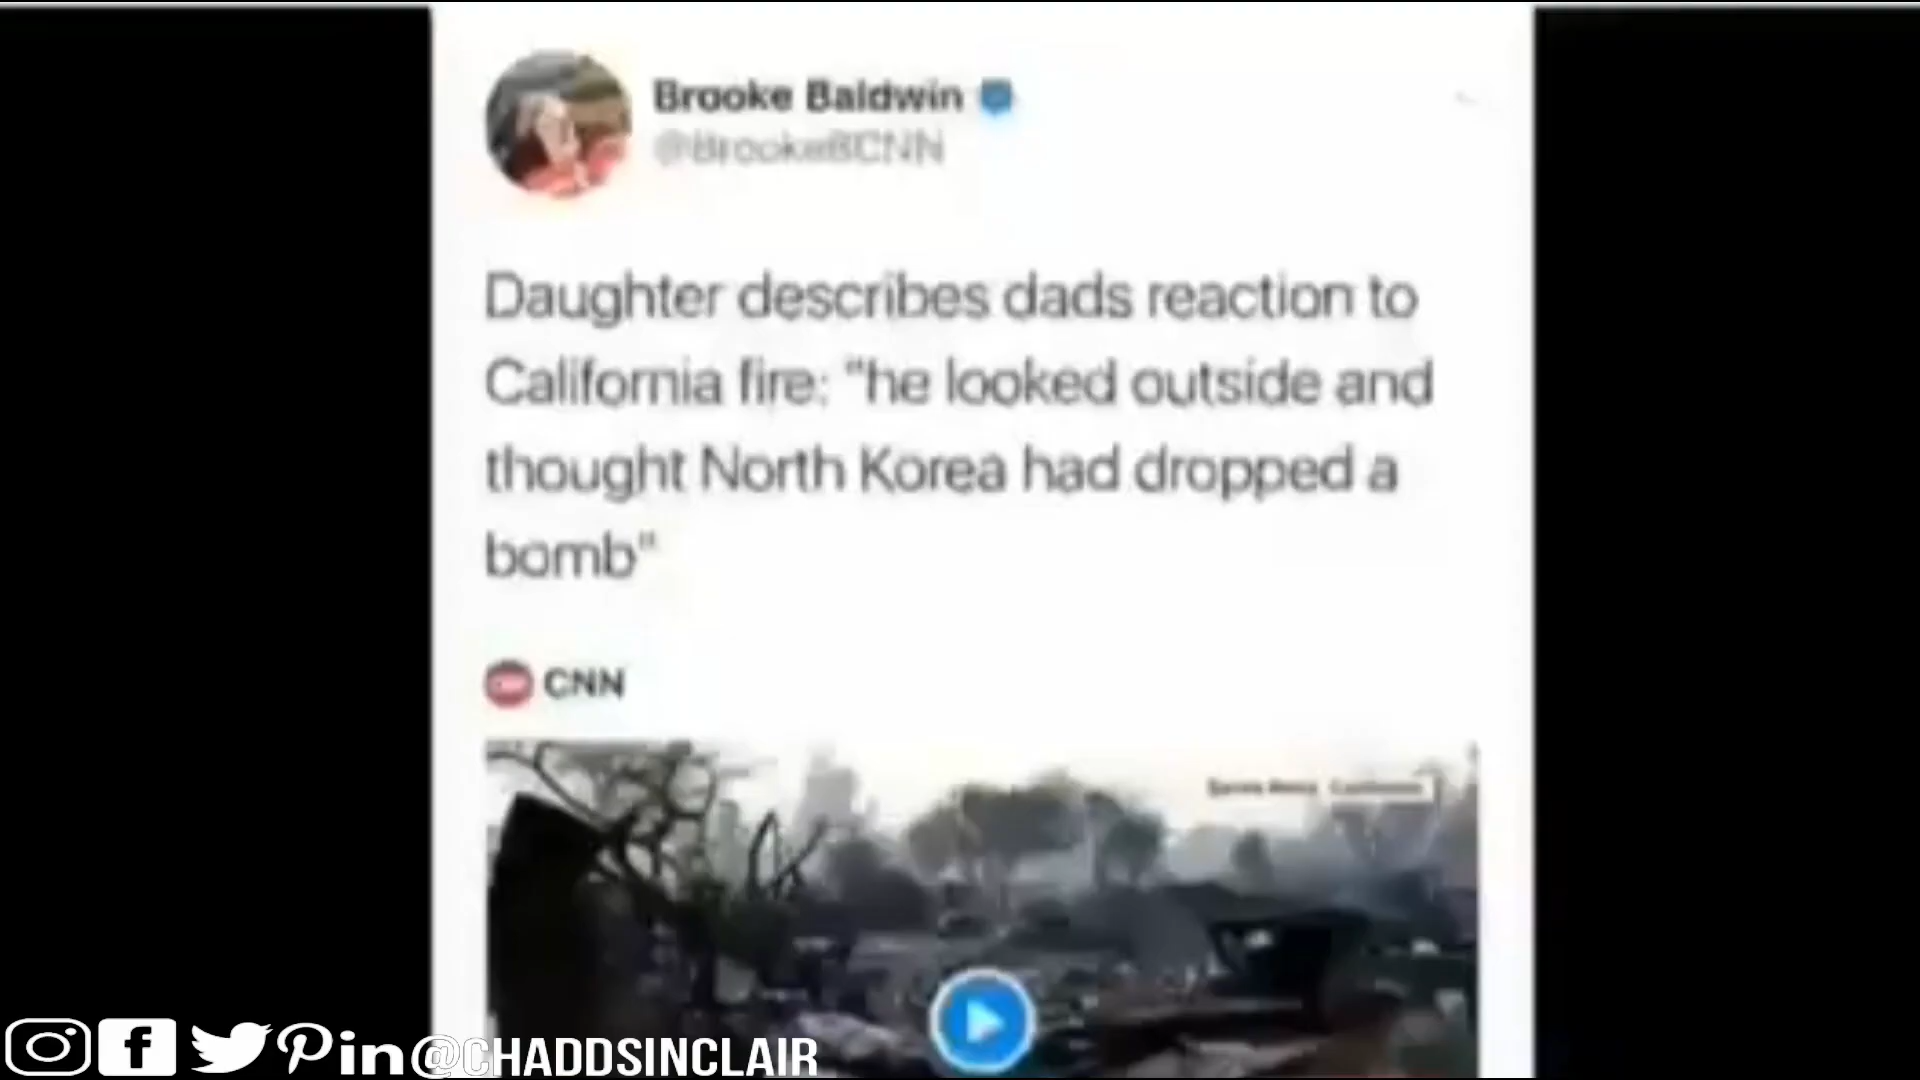 Brooke Baldwin
@BrookeBCNN
Daughter describes dads reaction to
California fire: "he looked outside and
thought North Korea had dropped a
bomb"
CNN
in@CHADDSINCLAIR